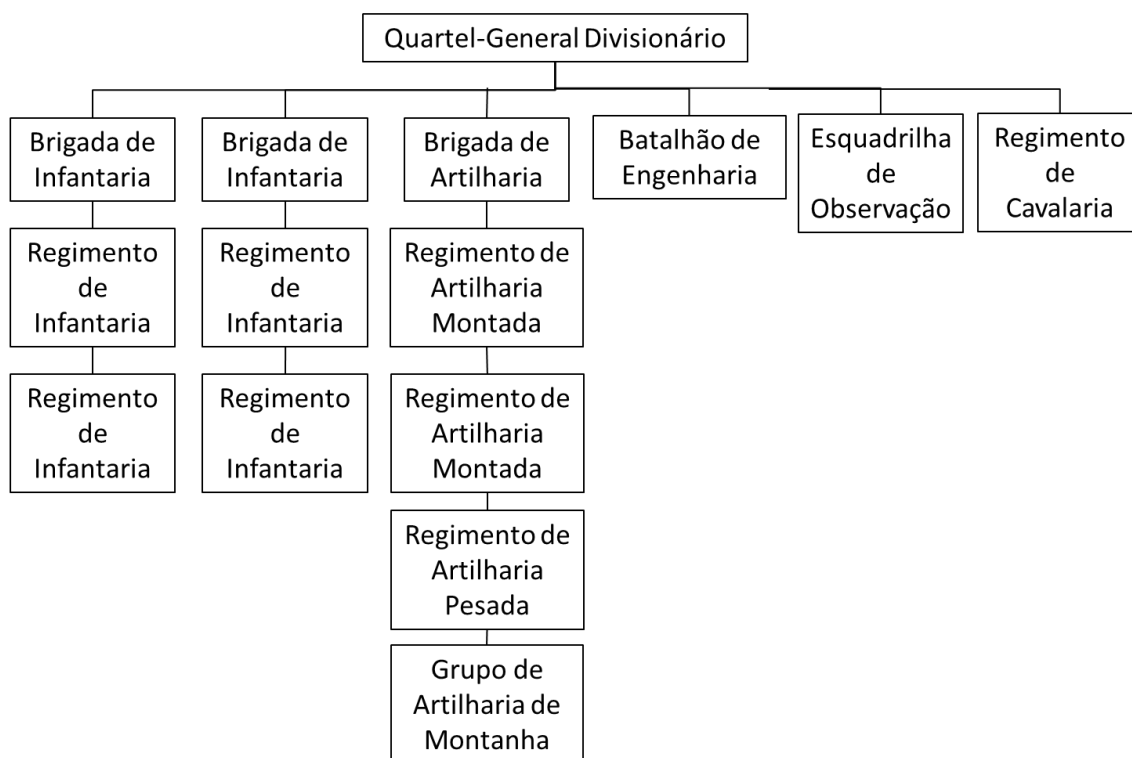 Quartel-General Divisionário
Brigada de
Infantaria
Brigada de
Infantaria
Brigada de
Artilharia
Batalhão de
Engenharia
Esquadrilha
de
Observação
Regimento
de
Cavalaria
Regimento
de
Infantaria
Regimento
de
Infantaria
Regimento de
Artilharia
Montada
Regimento
de
Infantaria
Regimento
de
Infantaria
Regimento de
Artilharia
Montada
Regimento de
Artilharia
Pesada
Grupo de
Artilharia de
Montanha